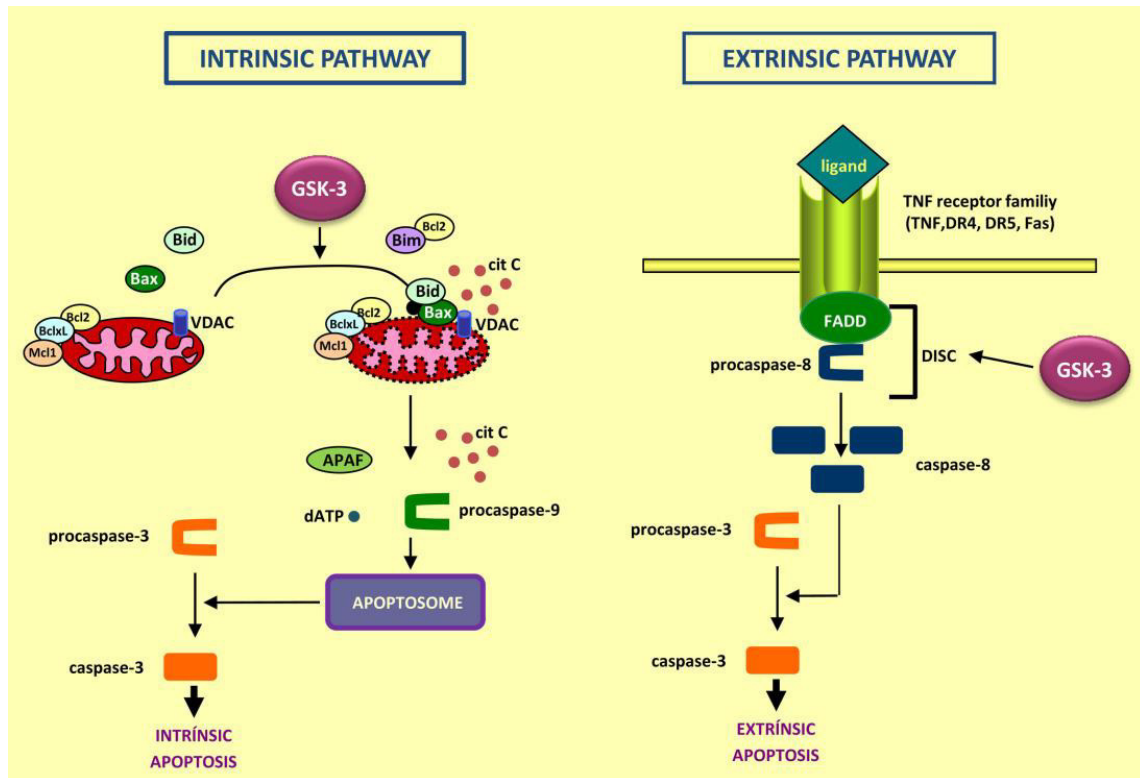 INTRINSIC PATHWAY
GSK-3
Bid
Bax
Bcl2
BclxL
Mcl1
VDAC
Bim
Bcl2
cit C
Bid
Bax
Bcl2
BclxL
Mcl1
VDAC
cit C
APAF
dATP
procaspase-9
procaspase-3
APOPTOSOME
caspase-3
INTRÍNSIC
APOPTOSIS
EXTRINSIC PATHWAY
ligand
TNF receptor familiy
(TNF,DR4, DR5, Fas)
FADD
procaspase-8
DISC
GSK-3
caspase-8
procaspase-3
caspase-3
EXTRÍNSIC
APOPTOSIS